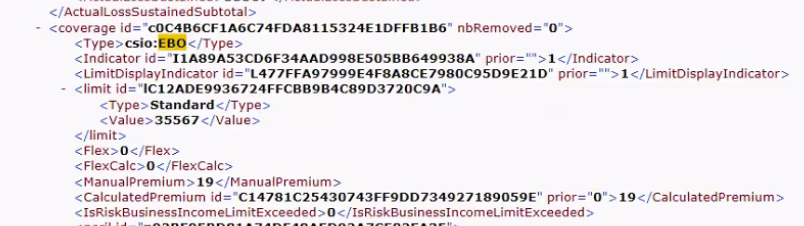 </ActualLossSustainedSubtotal>
- <coverage id="c0C4B6CF1A6C74FDA8115324E1DFFB1B6" nbRemoved="0">
<Type>csio:EBO</Type>
<Indicator id="I1A89A53CD6F34AAD998E505BB649938A" prior="">1</Indicator>
<LimitDisplayIndicator id="L477FFA97999E4F8A8CE7980C95D9E21D" prior="">1</LimitDisplayIndicator>
- <limit id="lC12ADE9936724FFCBB9B4C89D3720C9A">
<Type>Standard</Type>
<Value>35567</Value>
</limit>
<Flex>0</Flex>
<FlexCalc>0</FlexCalc>
<ManualPremium>19</ManualPremium>
<CalculatedPremium id="C14781C25430743FF9DD734927189059E" prior="0">19</CalculatedPremium>
<IsRiskBusinessIncomeLimitExceeded>0</IsRiskBusinessIncomeLimitExceeded>